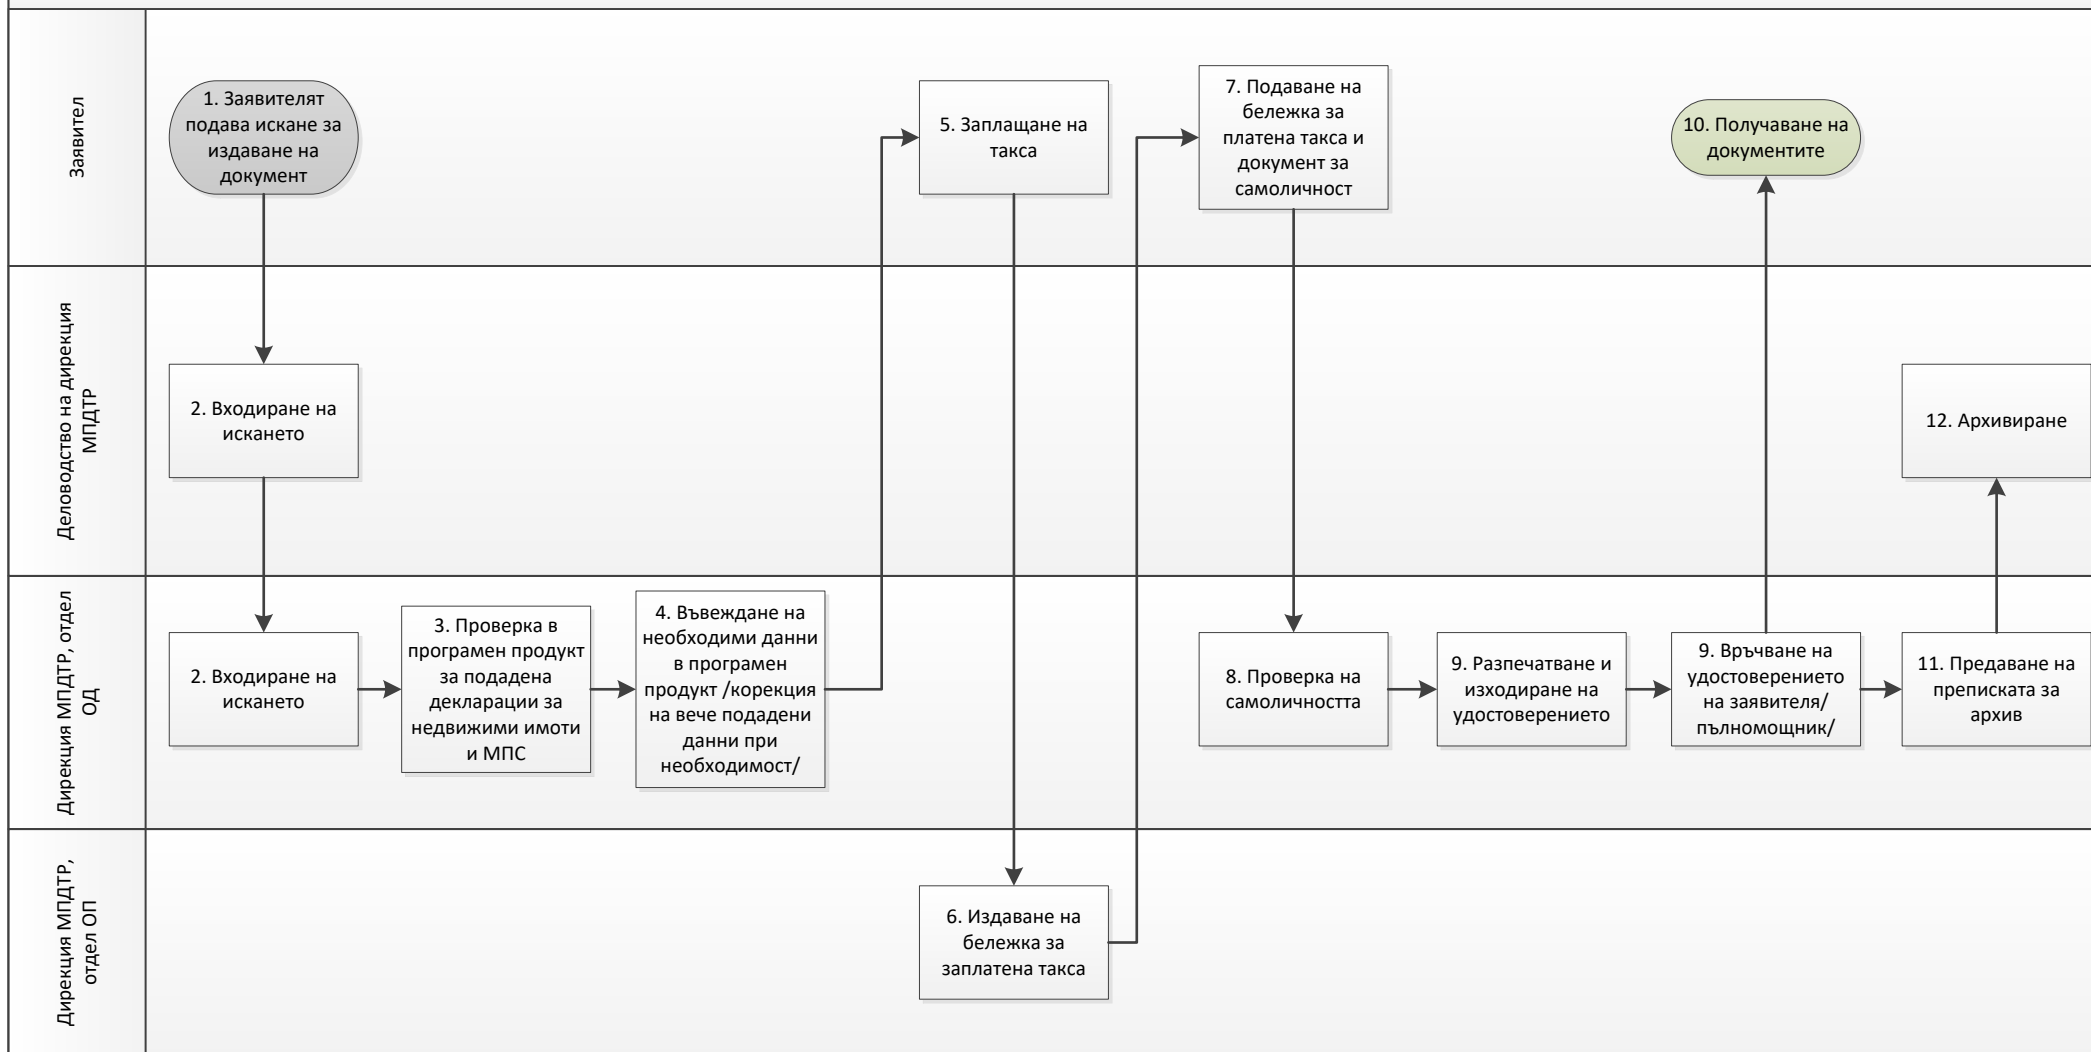 Заявител
1. Заявителят
подава искане за
издаване на
документ
5. Заплащане на
такса
7. Подаване на
бележка за
платена такса и
документ за
самоличност
10. Получаване на
документите
Деловодство на дирекция
МПДТР
2. Входиране на
искането
12. Архивиране
Дирекция МПДТР, отдел
ОД
2. Входиране на
искането
3. Проверка в
програмен продукт
за подадена
декларации за
недвижими имоти
и МПС
4. Въвеждане на
необходими данни
в програмен
продукт /корекция
на вече подадени
данни при
необходимост/
8. Проверка на
самоличността
9. Разпечатване и
изходиране на
удостоверението
9. Връчване на
удостоверението
на заявителя/
пълномощник/
11. Предаване на
преписката за
архив
Дирекция МПДТР,
отдел ОП
6. Издаване на
бележка за
заплатена такса